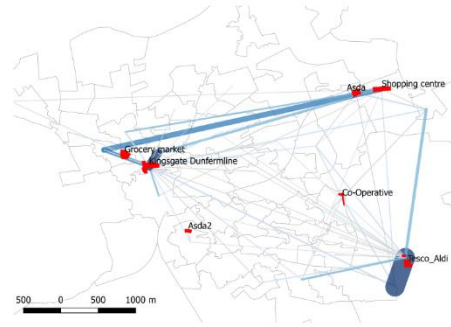 Asda
Shopping centre
Grocery market
Kingsgate Dunfermline
Co-Operative
Asda2
Tesco_Aldi
500 0 500 1000 m